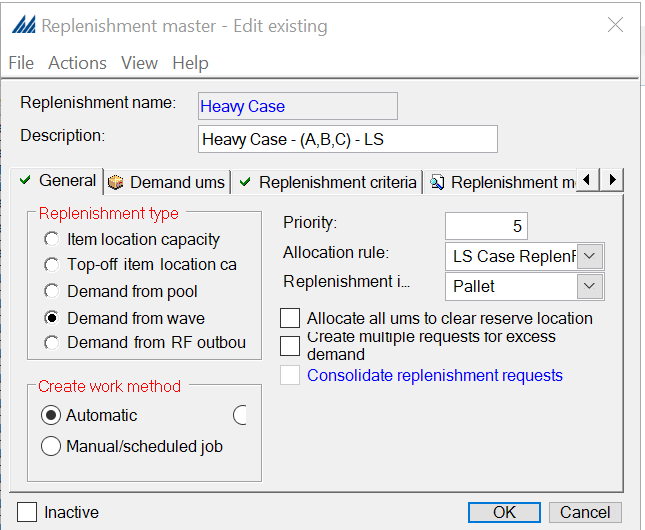 Replenishment master - Edit existing
File Actions View Help
Replenishment name: Heavy Case
Description: Heavy Case - (A,B,C) - LS
General Demand ums Replenishment criteria Replenishment m
Replenishment type
Item location capacity
Top-off item location ca
Demand from pool
Demand from wave
Demand from RF outbou
Priority: 5
Allocation rule: LS Case ReplenF
Replenishment i... Pallet
Allocate all ums to clear reserve location
Create multiple requests for excess
demand
Consolidate replenishment requests
Create work method
Automatic
Manual/scheduled job
Inactive OK Cancel